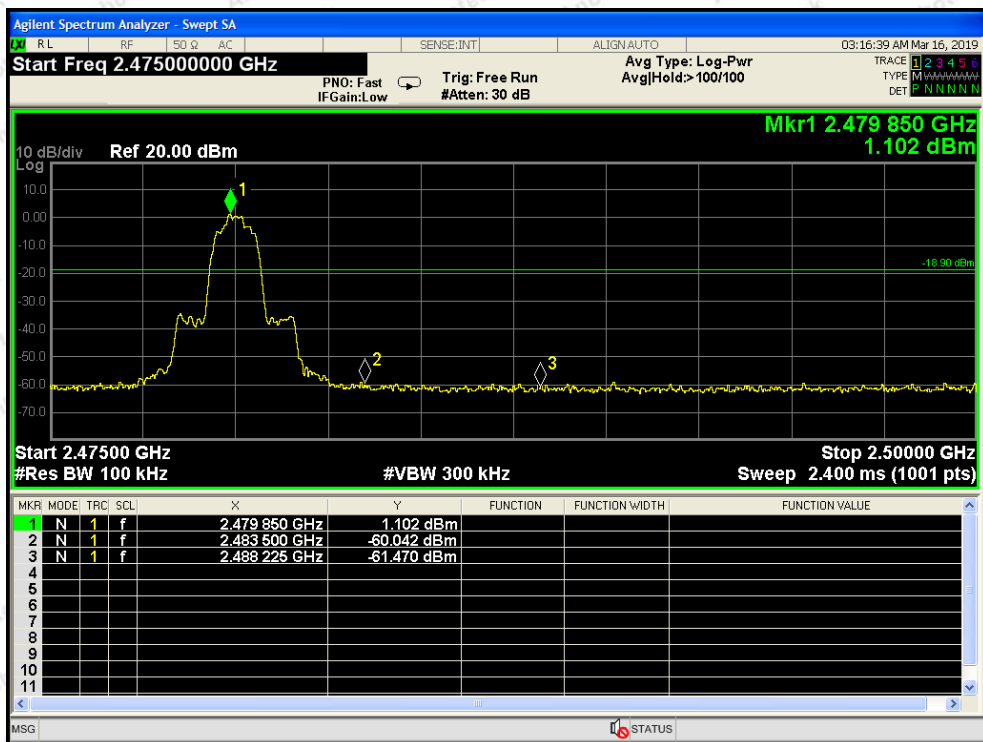 Agilent Spectrum Analyzer - Swept SA
LXI RL RF 50 Ω AC SENSE:INT ALIGN AUTO 03:16:39 AM Mar 16, 2019
Start Freq 2.475000000 GHz
PNO: Fast
IFGain:Low
Trig: Free Run
#Atten: 30 dB
Avg Type: Log-Pwr
Avg|Hold:>100/100
TRACE 1 2 3 4 5 6
TYPE MWWWWW
DET P N N N N N
Mkr1 2.479 850 GHz
1.102 dBm
10 dB/div Ref 20.00 dBm
Log
10.0
0.00
-10.0
-20.0
-30.0
-40.0
-50.0
-60.0
-70.0
1
2
3
-18.90 dBm
Start 2.47500 GHz Stop 2.50000 GHz
#Res BW 100 kHz #VBW 300 kHz Sweep 2.400 ms (1001 pts)
MKR MODE TRC SCL X Y FUNCTION FUNCTION WIDTH FUNCTION VALUE
1 N 1 f 2.479 850 GHz 1.102 dBm
2 N 1 f 2.483 500 GHz -60.042 dBm
3 N 1 f 2.488 225 GHz -61.470 dBm
4
5
6
7
8
9
10
11
MSG STATUS